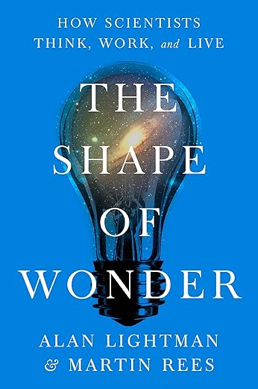 HOW SCIENTISTS
THINK, WORK, and LIVE
THE
SHAPE
OF
WONDER
ALAN LIGHTMAN
& MARTIN REES